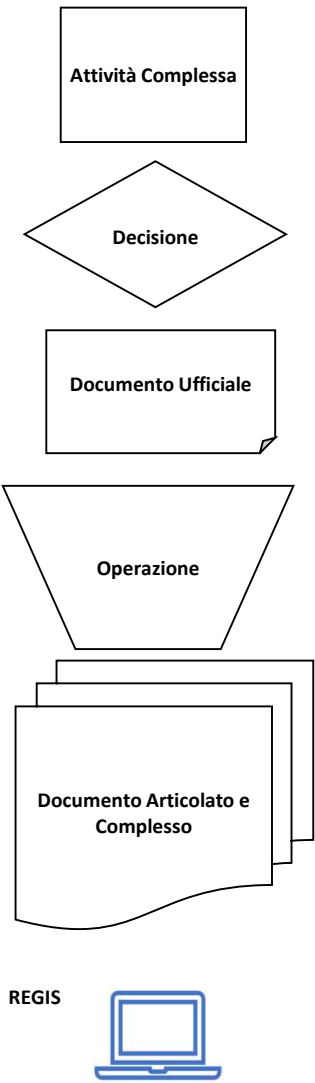 Attività Complessa
Decisione
Documento Ufficiale
Operazione
Documento Articolato e
Complesso
REGIS